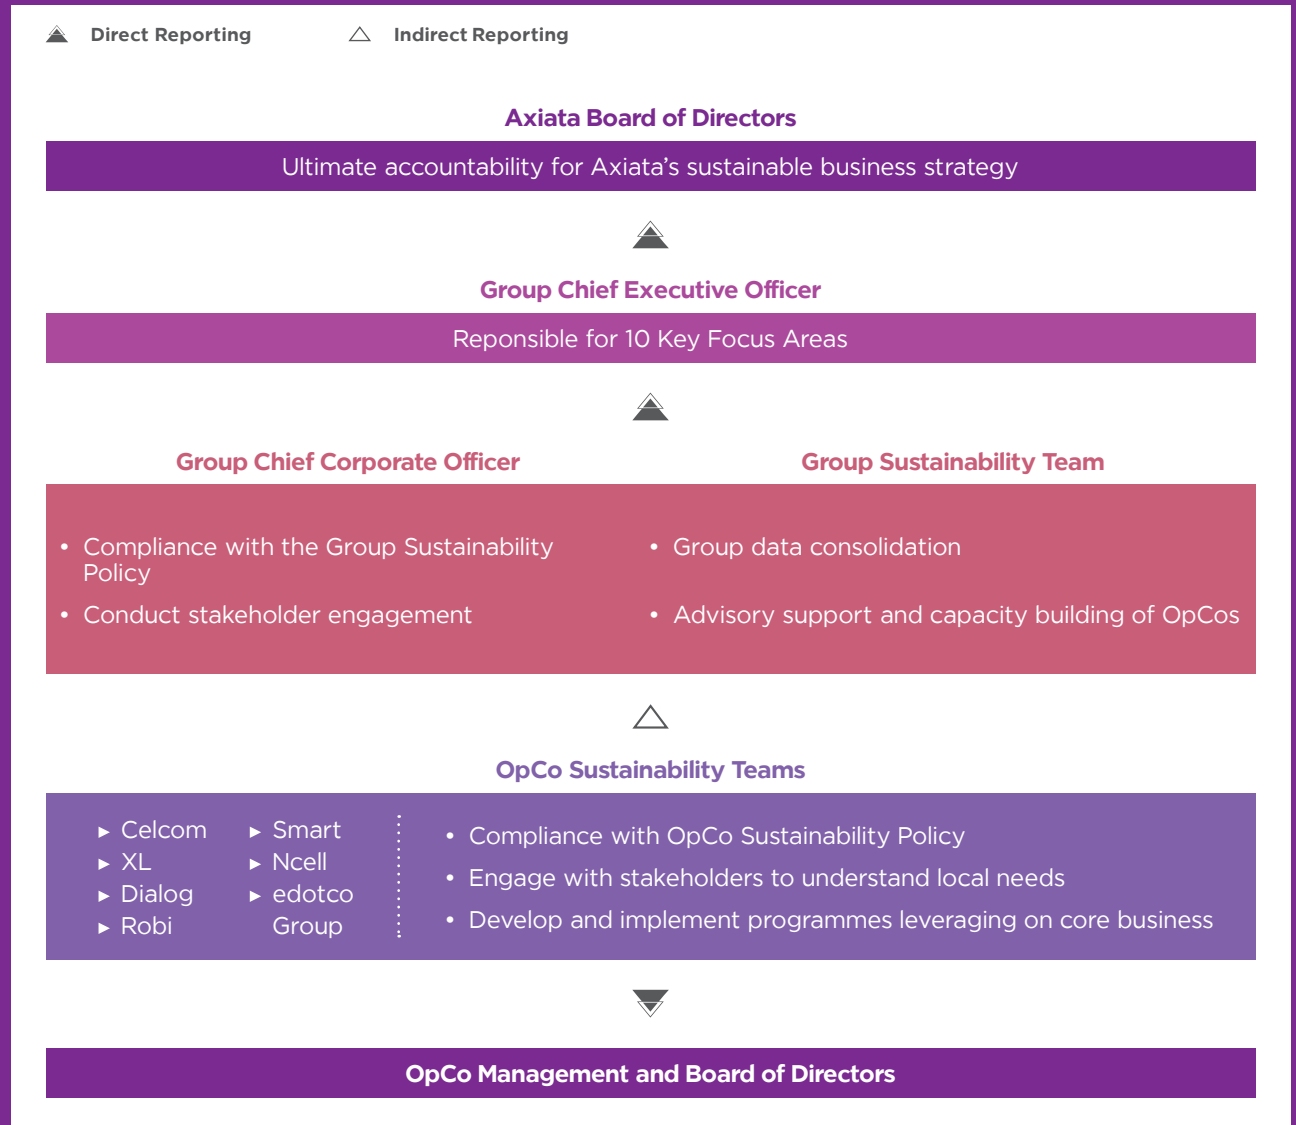 Direct Reporting
Indirect Reporting
Axiata Board of Directors
Ultimate accountability for Axiata’s sustainable business strategy
Group Chief Executive Officer
Reponsible for 10 Key Focus Areas
Group Chief Corporate Officer
• Compliance with the Group Sustainability
Policy
• Conduct stakeholder engagement
Group Sustainability Team
• Group data consolidation
• Advisory support and capacity building of OpCos
OpCo Sustainability Teams
► Celcom
► XL
► Dialog
► Robi
► Smart
► Ncell
► edotco
Group
• Compliance with OpCo Sustainability Policy
• Engage with stakeholders to understand local needs
• Develop and implement programmes leveraging on core business
OpCo Management and Board of Directors